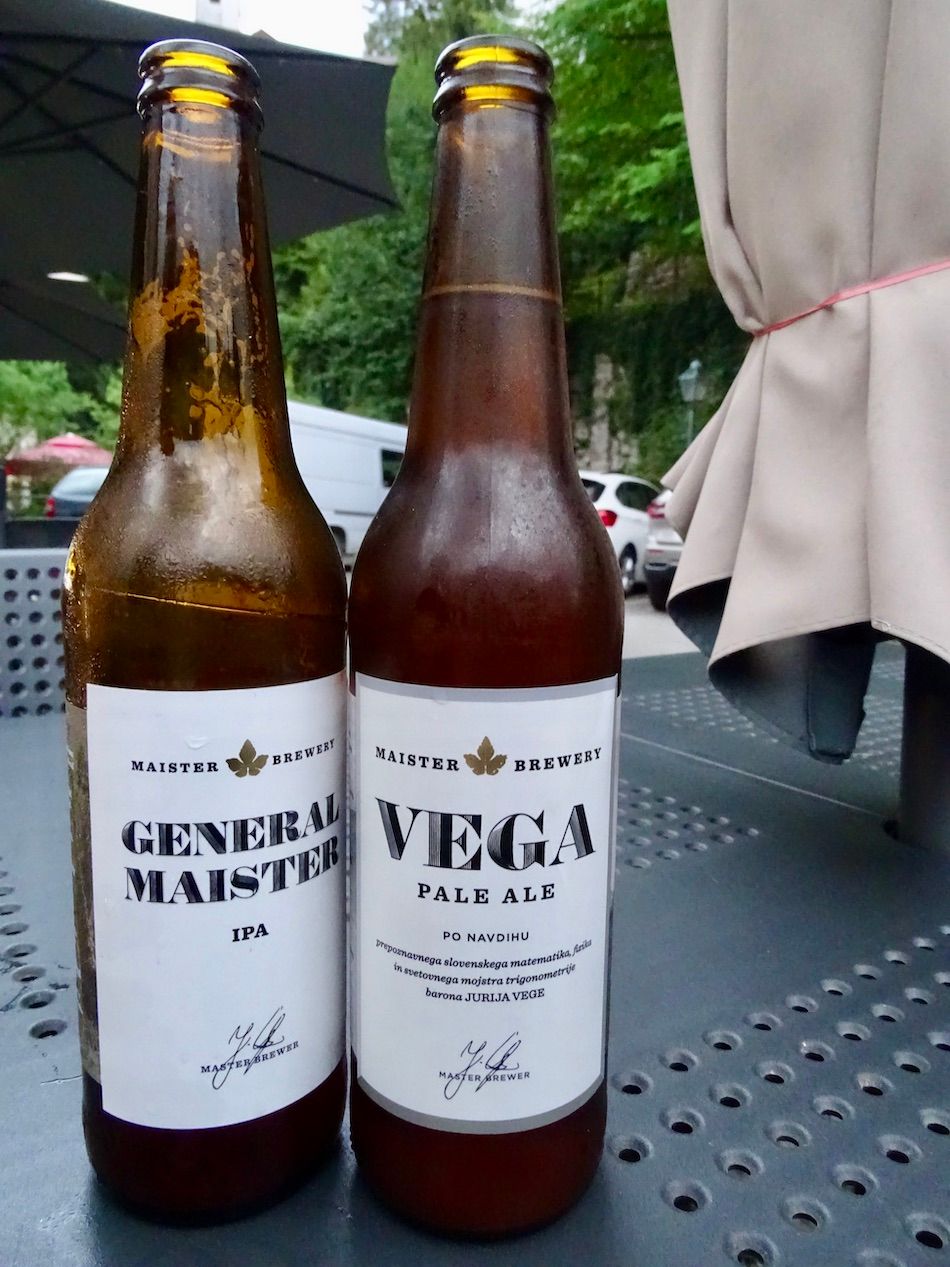 MAISTER BREWERY
GENERAL
MAISTER
IPA
MASTER BREWER
MAISTER BREWERY
VEGA
PALE ALE
PO NAVDIHU
prepoznavnega slovenskega matematika, fizika
in svetovnega mojstra trigonometrije
barona JURIJA VEGE
MASTER BREWER